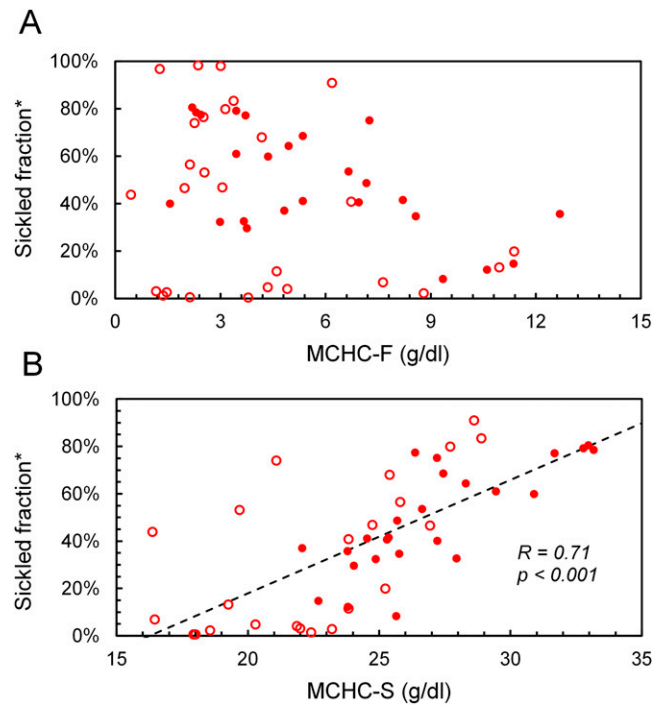 A
100%
80%
60%
40%
20%
0%
Sickled fraction*
0 3 6 9 12 15
MCHC-F (g/dl)
B
100%
80%
60%
40%
20%
0%
Sickled fraction*
R = 0.71
p < 0.001
15 20 25 30 35
MCHC-S (g/dl)